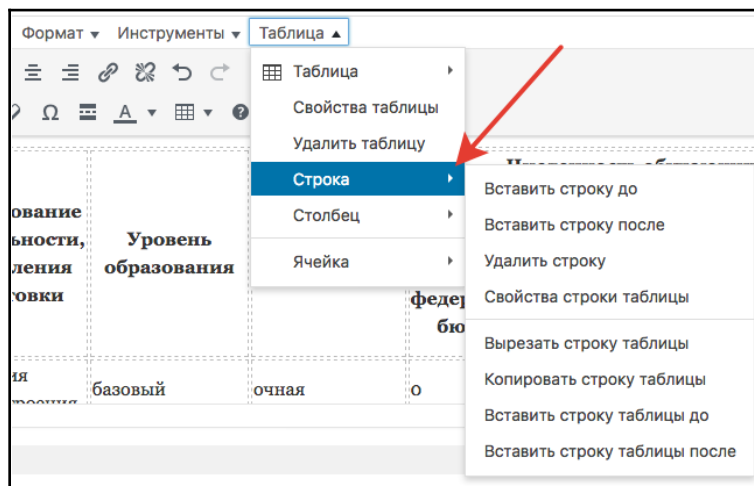 Формат Инструменты Таблица
Ω A
Таблица
Свойства таблицы
Удалить таблицу
Строка
Столбец
Ячейка
Вставить строку до
Вставить строку после
Удалить строку
Свойства строки таблицы
Вырезать строку таблицы
Копировать строку таблицы
Вставить строку таблицы до
Вставить строку таблицы после
Уровень
образования
базовый очная 0